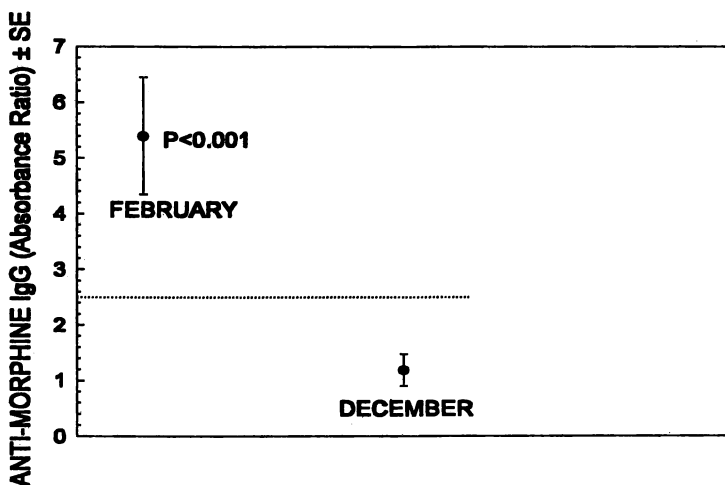 ANTI-MORPHINE IgG (Absorbance Ratio) ± SE
7
6
5
4
3
2
1
0
P<0.001
FEBRUARY
DECEMBER